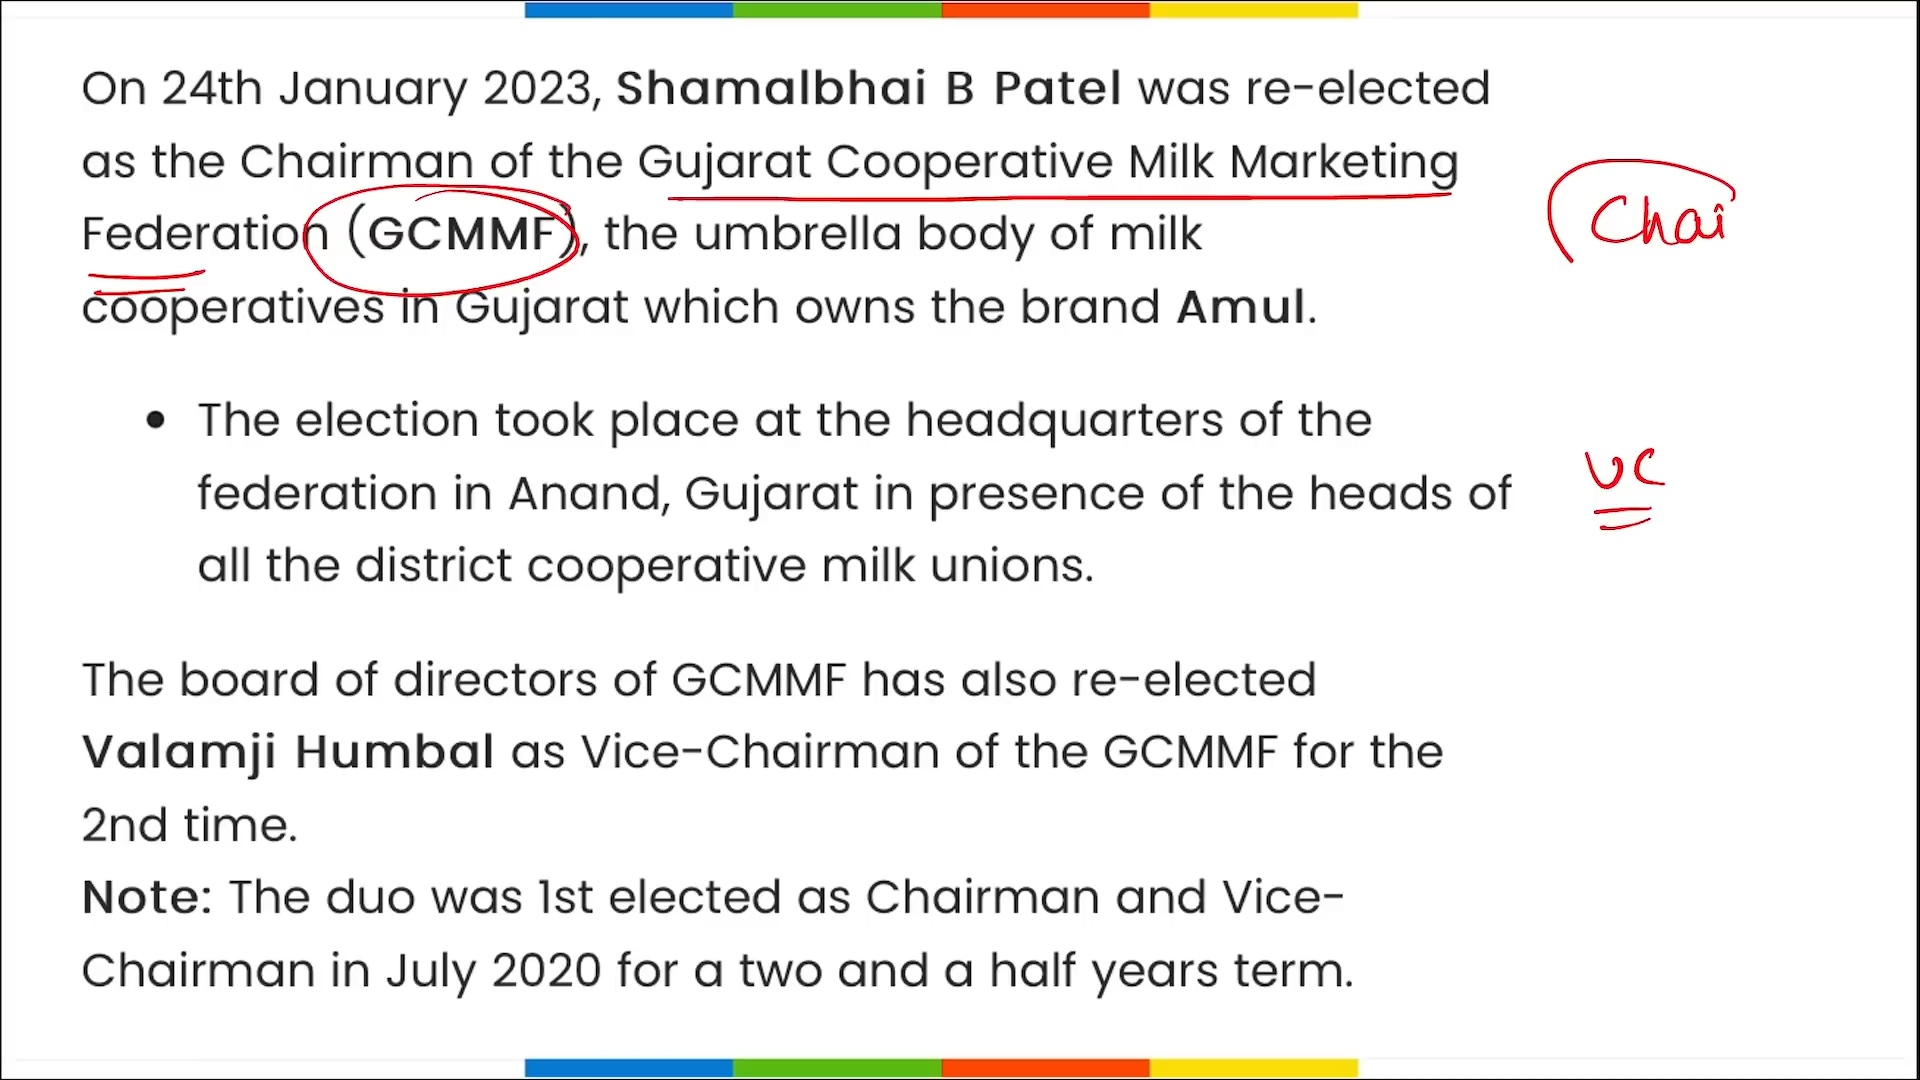 On 24th January 2023, Shamalbhai B Patel was re-elected
as the Chairman of the Gujarat Cooperative Milk Marketing
Federation (GCMMF), the umbrella body of milk
cooperatives in Gujarat which owns the brand Amul.
Chai
• The election took place at the headquarters of the
federation in Anand, Gujarat in presence of the heads of
all the district cooperative milk unions.
VC
The board of directors of GCMMF has also re-elected
Valamji Humbal as Vice-Chairman of the GCMMF for the
2nd time.
Note: The duo was 1st elected as Chairman and Vice-
Chairman in July 2020 for a two and a half years term.